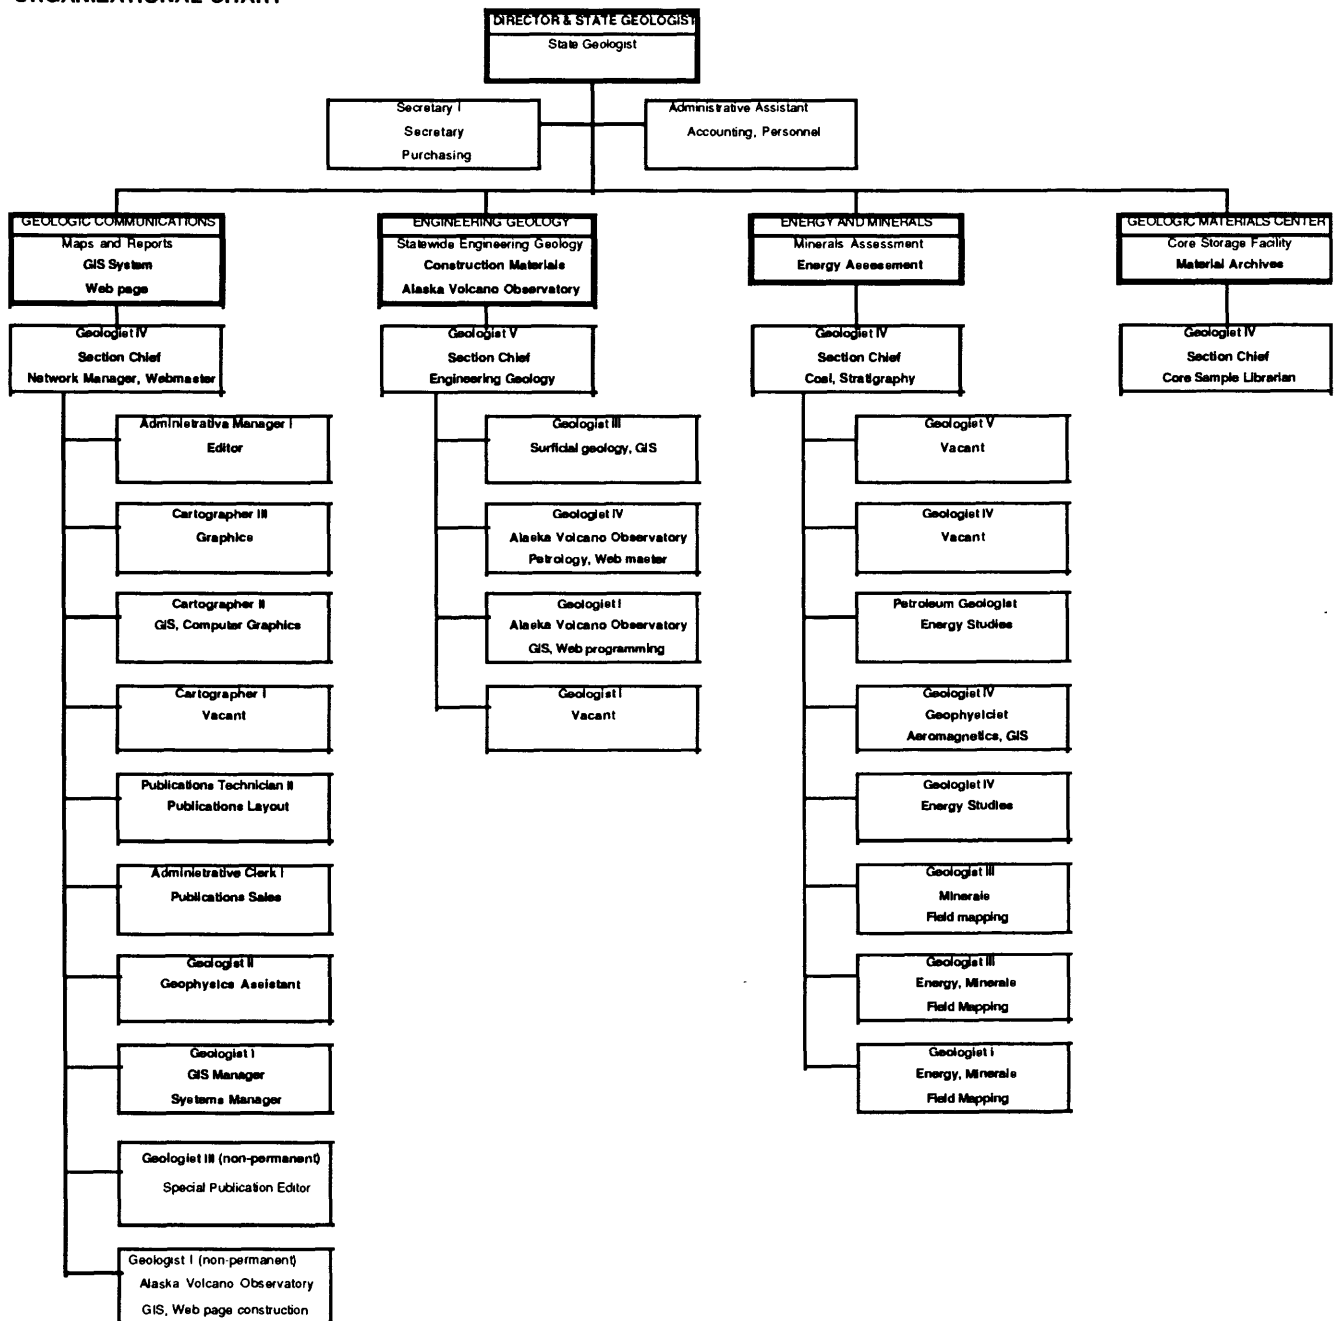 ORGANIZATIONAL CHART
DIRECTOR & STATE GEOLOGIST
State Geologist
Secretary I
Secretary
Purchasing
Administrative Assistant
Accounting, Personnel
GEOLOGIC COMMUNICATIONS
Maps and Reports
GIS System
Web page
Geologist IV
Section Chief
Network Manager, Webmaster
Administrative Manager I
Editor
Cartographer III
Graphics
Cartographer II
GIS, Computer Graphics
Cartographer I
Vacant
Publications Technician II
Publications Layout
Administrative Clerk I
Publications Sales
Geologist II
Geophysics Assistant
Geologist I
GIS Manager
Systems Manager
Geologist III (non-permanent)
Special Publication Editor
Geologist I (non-permanent)
Alaska Volcano Observatory
GIS, Web page construction
ENGINEERING GEOLOGY
Statewide Engineering Geology
Construction Materials
Alaska Volcano Observatory
Geologist V
Section Chief
Engineering Geology
Geologist III
Surficial geology, GIS
Geologist IV
Alaska Volcano Observatory
Petrology, Web master
Geologist I
Alaska Volcano Observatory
GIS, Web programming
Geologist I
Vacant
ENERGY AND MINERALS
Minerals Assessment
Energy Assessment
Geologist IV
Section Chief
Coal, Stratigraphy
Geologist V
Vacant
Geologist IV
Vacant
Petroleum Geologist
Energy Studies
Geologist IV
Geophysicist
Aeromagnetics, GIS
Geologist IV
Energy Studies
Geologist III
Minerals
Field mapping
Geologist III
Energy, Minerals
Field Mapping
Geologist I
Energy, Minerals
Field Mapping
GEOLOGIC MATERIALS CENTER
Core Storage Facility
Material Archives
Geologist IV
Section Chief
Core Sample Librarian